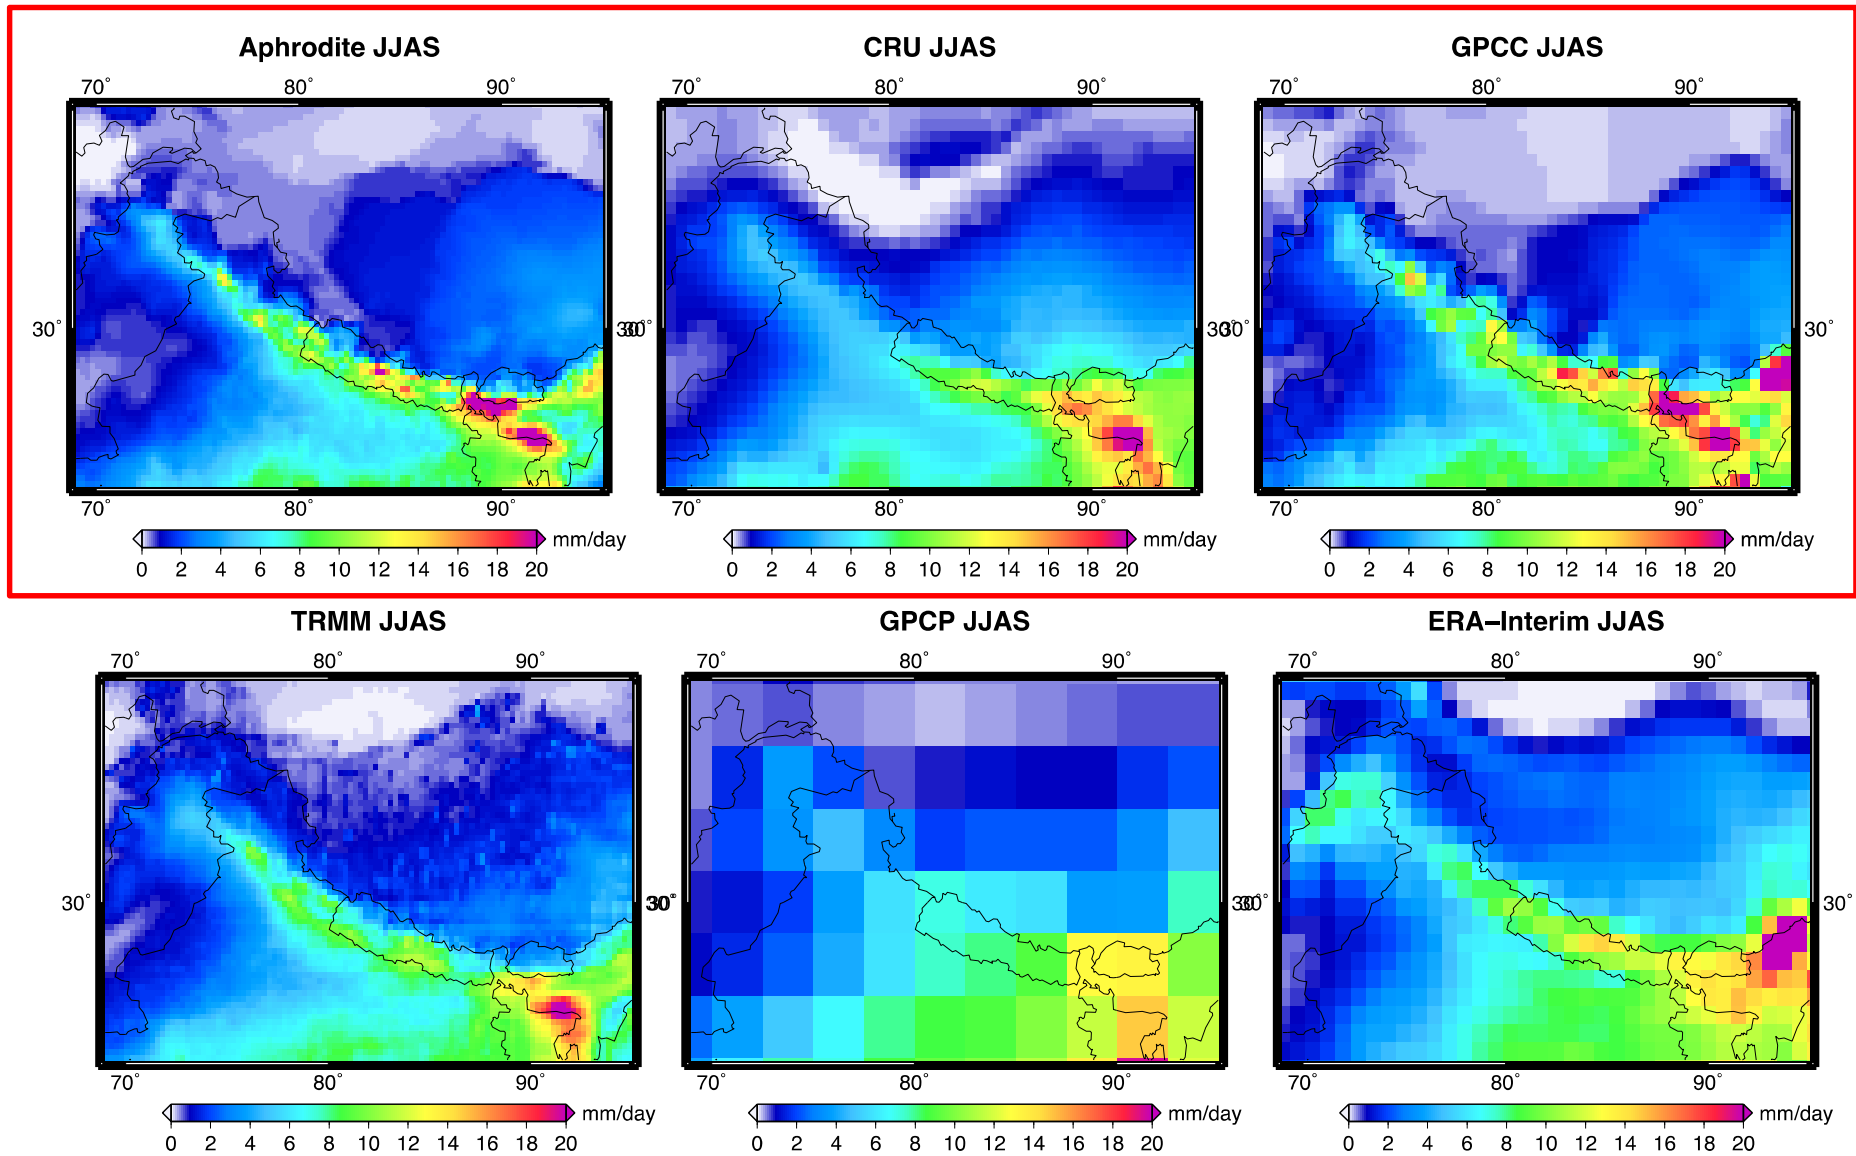 Aphrodite JJAS CRU JJAS GPCC JJAS
70° 80° 90° 70° 80° 90° 70° 80° 90°
30° 30° 30° 30° 30° 30°
70° 80° 90° 70° 80° 90° 70° 80° 90°
mm/day mm/day mm/day
0 2 4 6 8 10 12 14 16 18 20 0 2 4 6 8 10 12 14 16 18 20 0 2 4 6 8 10 12 14 16 18 20
TRMM JJAS GPCP JJAS ERA–Interim JJAS
70° 80° 90° 70° 80° 90° 70° 80° 90°
30° 30° 30° 30° 30° 30°
70° 80° 90° 70° 80° 90° 70° 80° 90°
mm/day mm/day mm/day
0 2 4 6 8 10 12 14 16 18 20 0 2 4 6 8 10 12 14 16 18 20 0 2 4 6 8 10 12 14 16 18 20